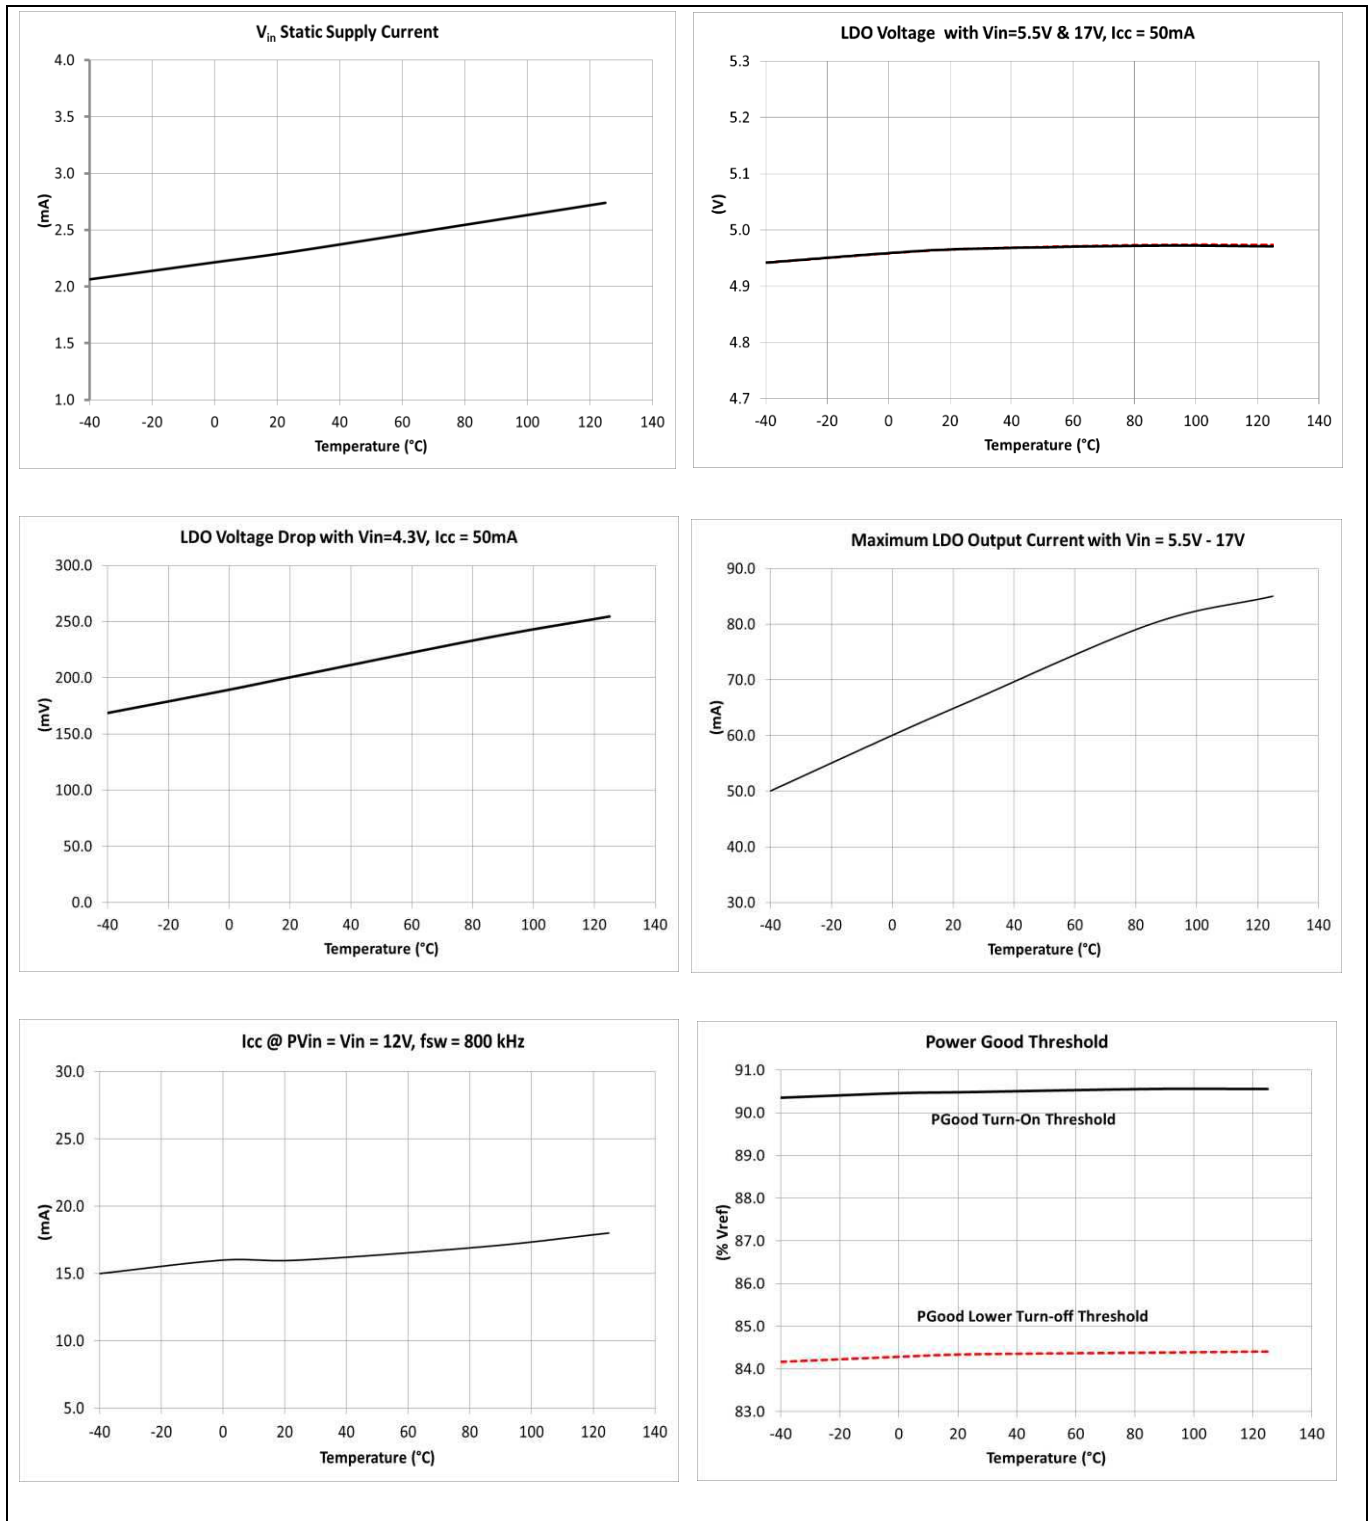 Vin Static Supply Current
4.0
3.5
3.0
2.5
2.0
1.5
1.0
(mA)
-40 -20 0 20 40 60 80 100 120 140
Temperature (°C)
LDO Voltage with Vin=5.5V & 17V, Icc = 50mA
5.3
5.2
5.1
5.0
4.9
4.8
4.7
(V)
-40 -20 0 20 40 60 80 100 120 140
Temperature (°C)
LDO Voltage Drop with Vin=4.3V, Icc = 50mA
300.0
250.0
200.0
150.0
100.0
50.0
0.0
(mV)
-40 -20 0 20 40 60 80 100 120 140
Temperature (°C)
Maximum LDO Output Current with Vin = 5.5V - 17V
90.0
80.0
70.0
60.0
50.0
40.0
30.0
(mA)
-40 -20 0 20 40 60 80 100 120 140
Temperature (°C)
Icc @ PVin = Vin = 12V, fsw = 800 kHz
30.0
25.0
20.0
15.0
10.0
5.0
(mA)
-40 -20 0 20 40 60 80 100 120 140
Temperature (°C)
Power Good Threshold
91.0
90.0
89.0
88.0
87.0
86.0
85.0
84.0
83.0
(% Vref)
PGood Turn-On Threshold
PGood Lower Turn-off Threshold
-40 -20 0 20 40 60 80 100 120 140
Temperature (°C)